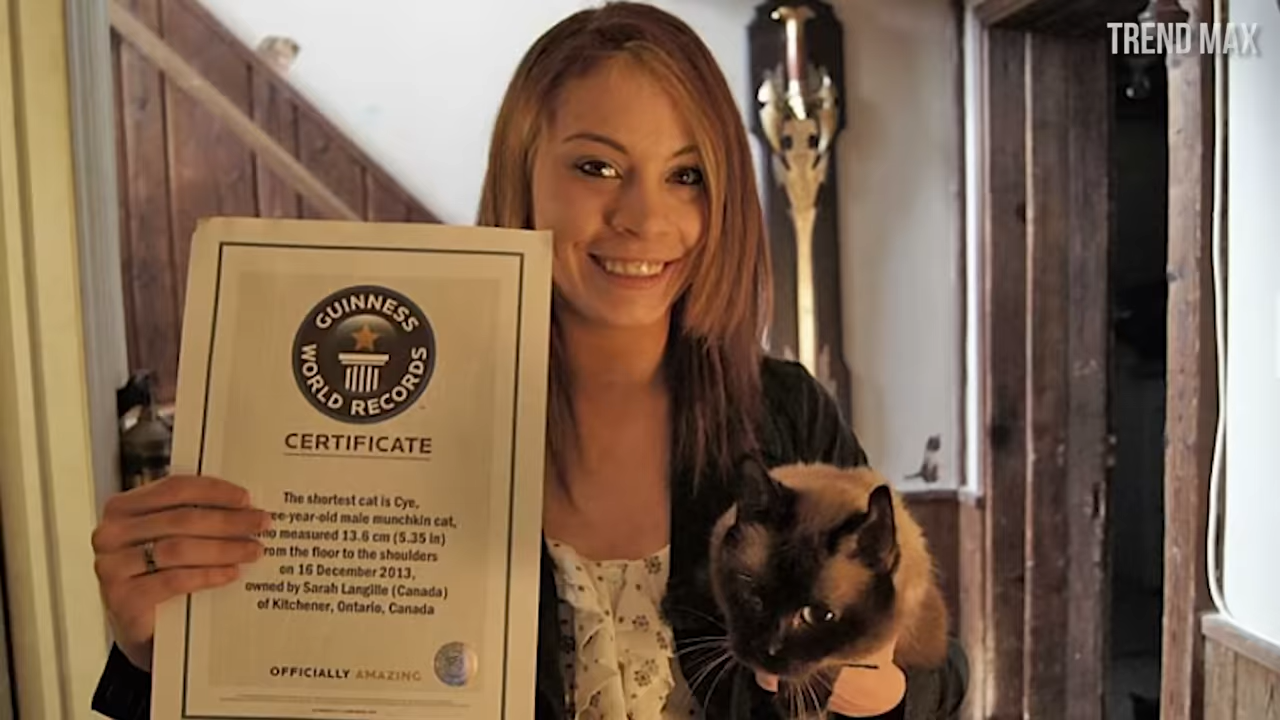 TREND MAX
GUINNESS
WORLD RECORDS
CERTIFICATE
The shortest cat is Cye,
-year-old male munchkin cat,
measured 13.6 cm (5.35 in)
from the floor to the shoulders
on 16 December 2013,
owned by Sarah Langille (Canada)
of Kitchener, Ontario, Canada
OFFICIALLY AMAZING